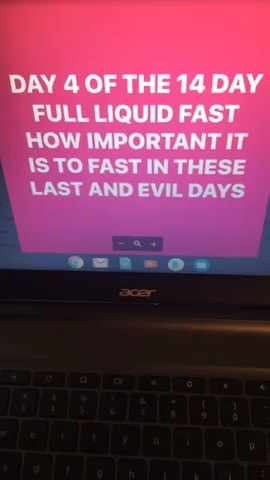 DAY 4 OF THE 14 DAY
FULL LIQUID FAST
HOW IMPORTANT IT
IS TO FAST IN THESE
LAST AND EVIL DAYS
acer